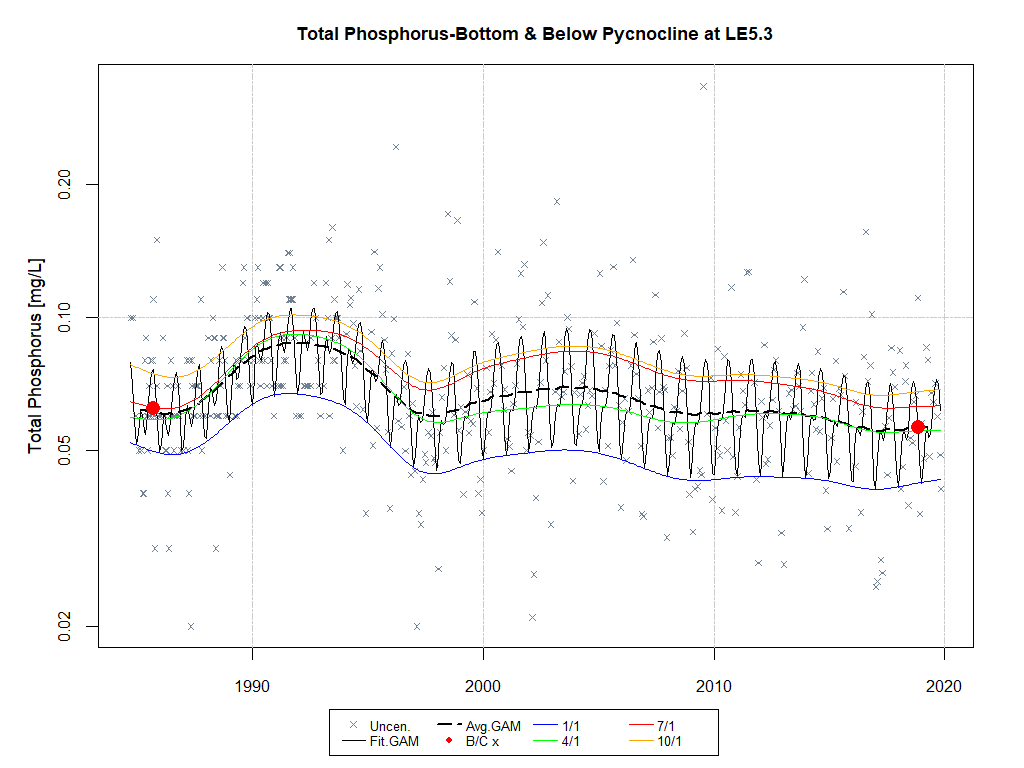 Total Phosphorus-Bottom & Below Pycnocline at LE5.3
Total Phosphorus [mg/L]
0.20
0.10
0.05
0.02
1990 2000 2010 2020
Uncen. Avg.GAM 1/1 7/1
Fit.GAM B/C x 4/1 10/1